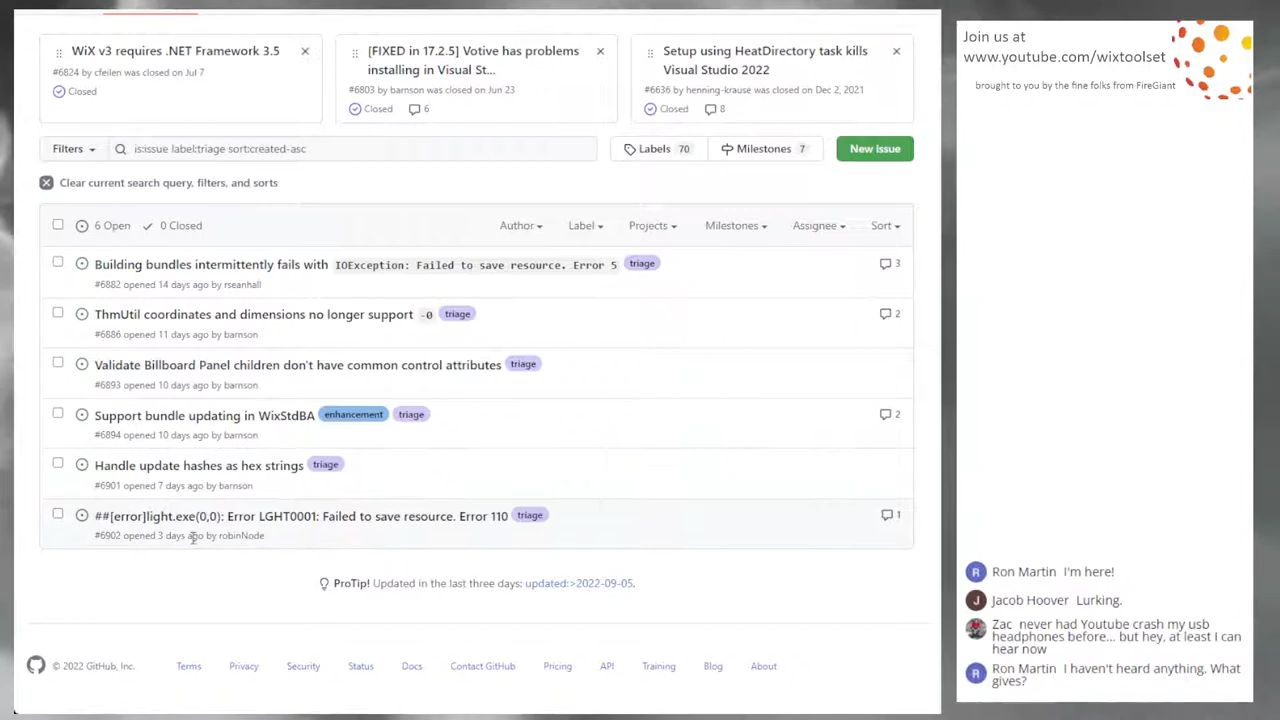 WiX v3 requires .NET Framework 3.5
#6824 by cfeilen was closed on Jul 7
Closed
[FIXED in 17.2.5] Votive has problems
installing in Visual St...
#6803 by barnson was closed on Jun 23
Closed 6
Setup using HeatDirectory task kills
Visual Studio 2022
#6636 by henning-krause was closed on Dec 2, 2021
Closed 8
Filters is:issue label:triage sort:created-asc Labels 70 Milestones 7 New issue
Clear current search query, filters, and sorts
6 Open 0 Closed Author Label Projects Milestones Assignee Sort
Building bundles intermittently fails with IOException: Failed to save resource. Error 5 triage 3
#6882 opened 14 days ago by rseanhall
ThmUtil coordinates and dimensions no longer support -0 triage 2
#6886 opened 11 days ago by barnson
Validate Billboard Panel children don't have common control attributes triage
#6893 opened 10 days ago by barnson
Support bundle updating in WixStdBA enhancement triage 2
#6894 opened 10 days ago by barnson
Handle update hashes as hex strings triage
#6901 opened 7 days ago by barnson
##[error]light.exe(0,0): Error LGHT0001: Failed to save resource. Error 110 triage 1
#6902 opened 3 days ago by robinNode
ProTip! Updated in the last three days: updated:>2022-09-05.
© 2022 GitHub, Inc. Terms Privacy Security Status Docs Contact GitHub Pricing API Training Blog About
Join us at
www.youtube.com/wixtoolset
brought to you by the fine folks from FireGiant
R Ron Martin I'm here!
J Jacob Hoover Lurking.
Zac never had Youtube crash my usb
headphones before... but hey, at least I can
hear now
R Ron Martin I haven't heard anything. What
gives?